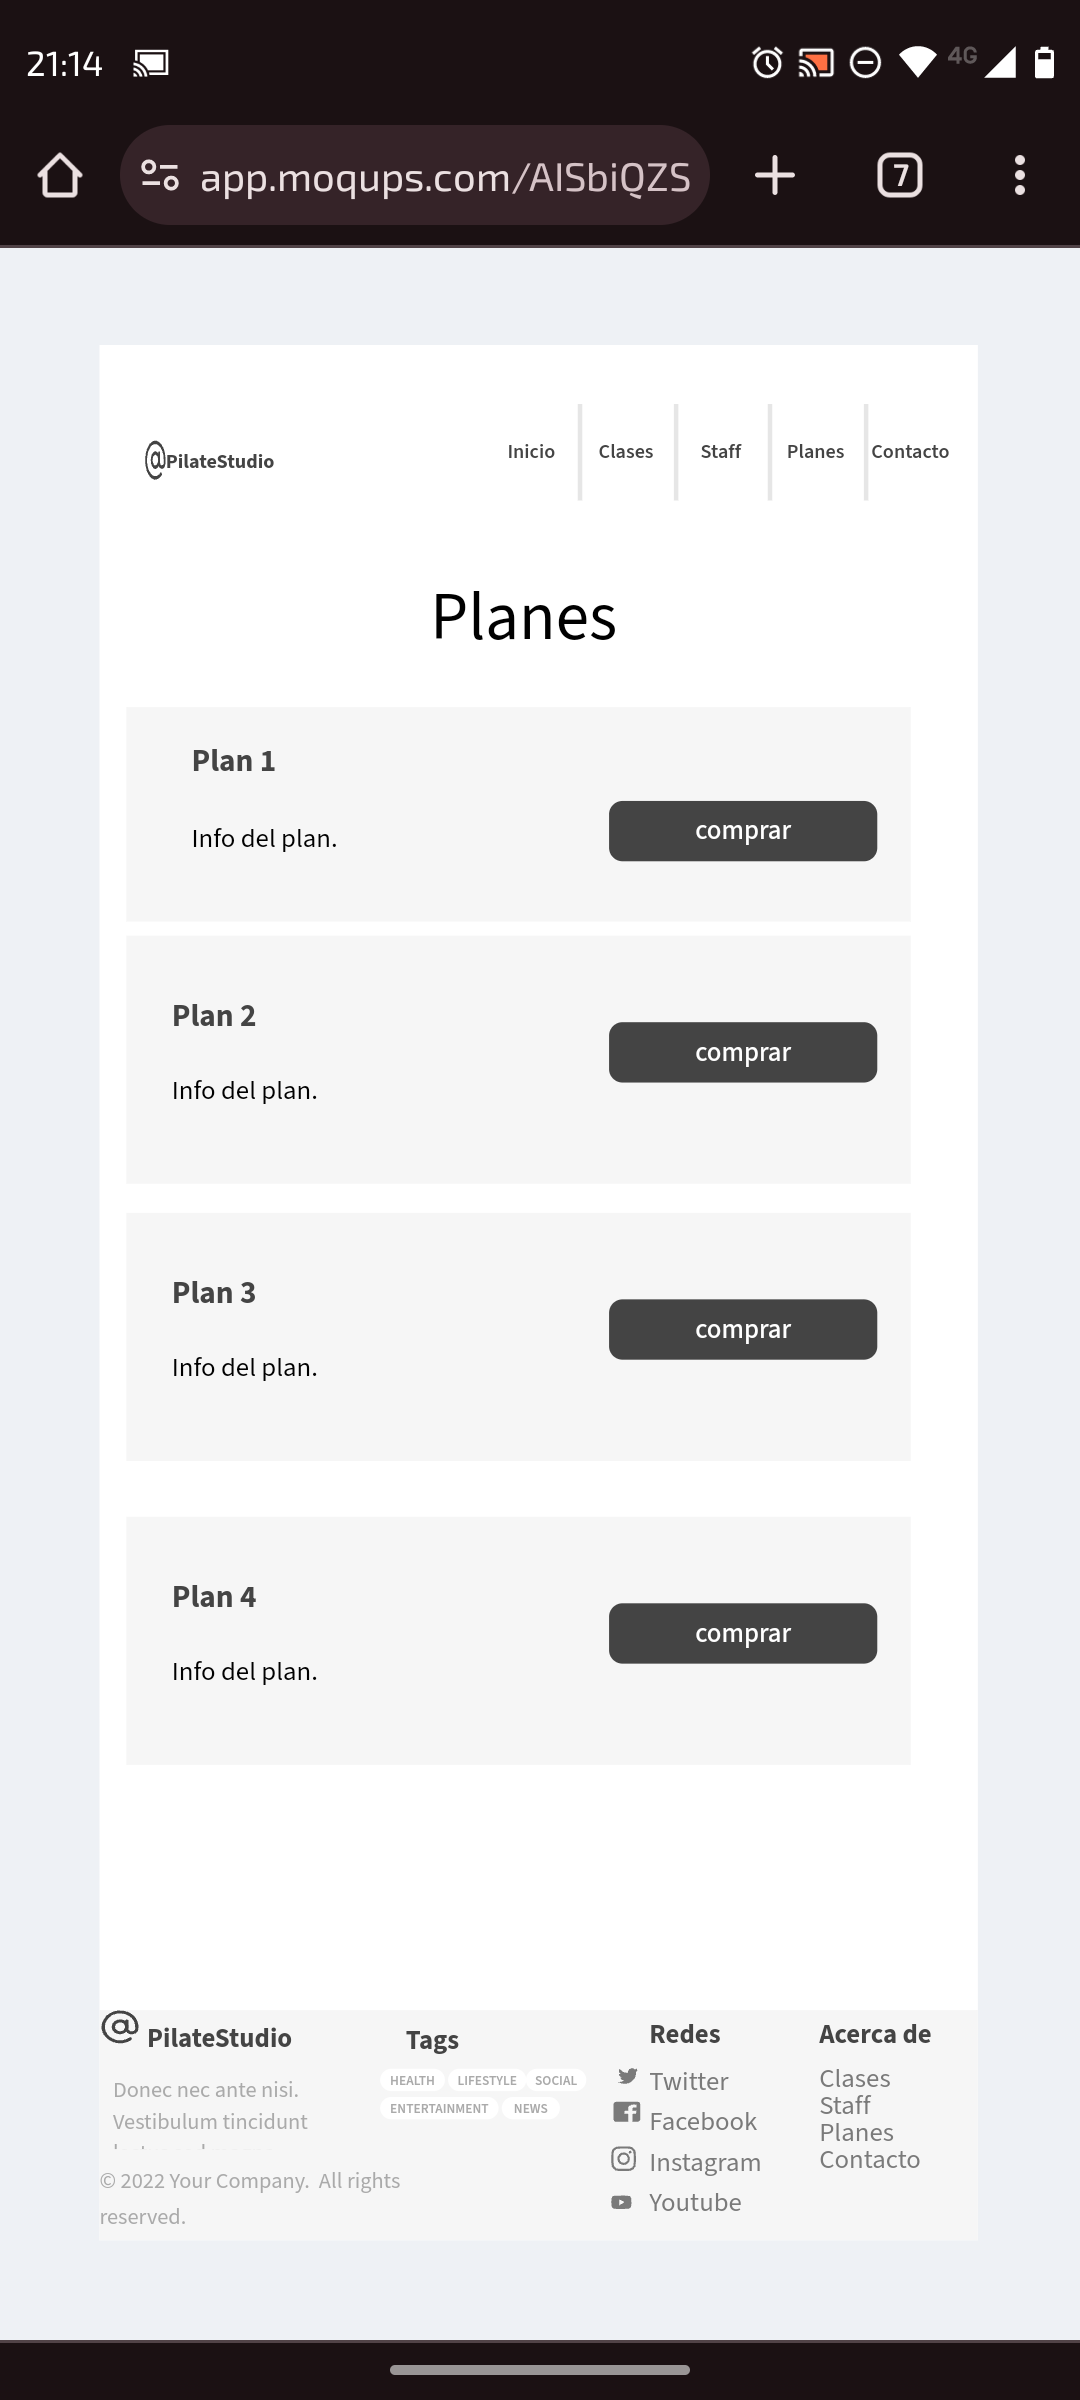 21:14
4G
app.moqups.com/AISbiQZS
7
@PilateStudio
Inicio
Clases
Staff
Planes
Contacto
Planes
Plan 1
Info del plan.
comprar
Plan 2
Info del plan.
comprar
Plan 3
Info del plan.
comprar
Plan 4
Info del plan.
comprar
@ PilateStudio
Donec nec ante nisi.
Vestibulum tincidunt
© 2022 Your Company.  All rights
reserved.
Tags
HEALTH LIFESTYLE SOCIAL
ENTERTAINMENT NEWS
Redes
Twitter
Facebook
Instagram
Youtube
Acerca de
Clases
Staff
Planes
Contacto